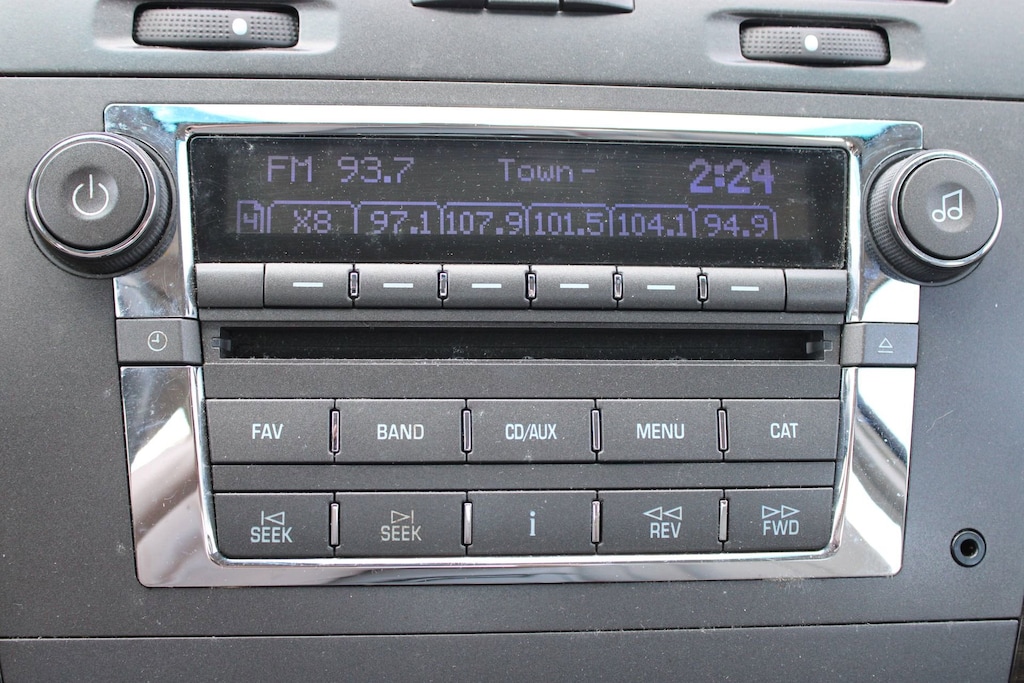 FM 93.7 Town- 2:24
4 X8 97.1 107.9 101.5 104.1 94.9
FAV BAND CD/AUX MENU CAT
SEEK SEEK i REV FWD